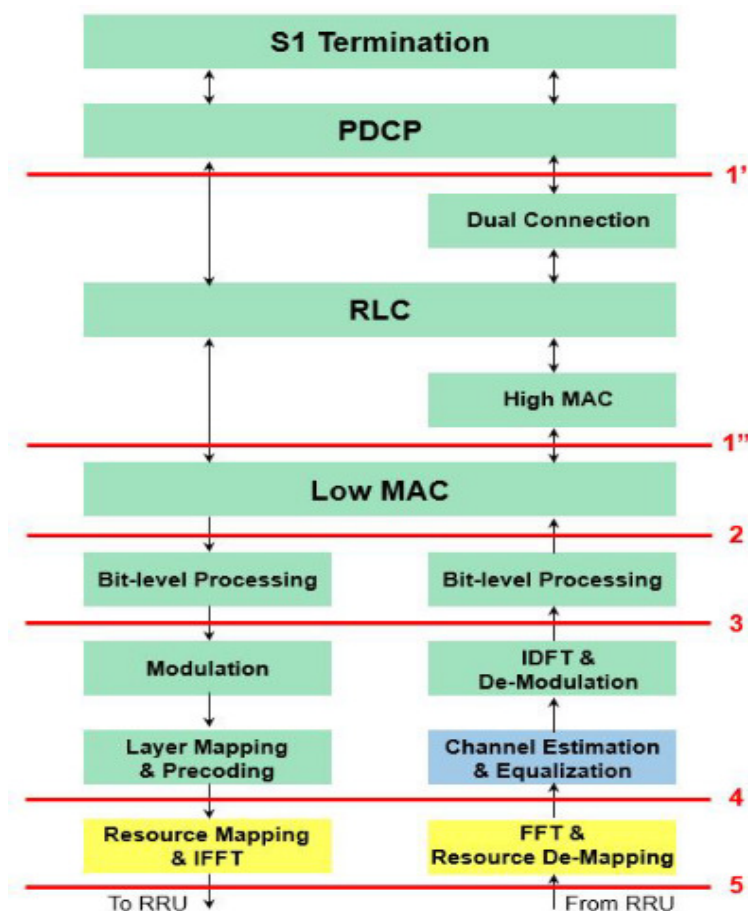 S1 Termination
PDCP
1’
Dual Connection
RLC
High MAC
1”
Low MAC
2
Bit-level Processing
Bit-level Processing
3
Modulation
IDFT &
De-Modulation
Layer Mapping
& Precoding
Channel Estimation
& Equalization
4
Resource Mapping
& IFFT
FFT &
Resource De-Mapping
5
To RRU
From RRU